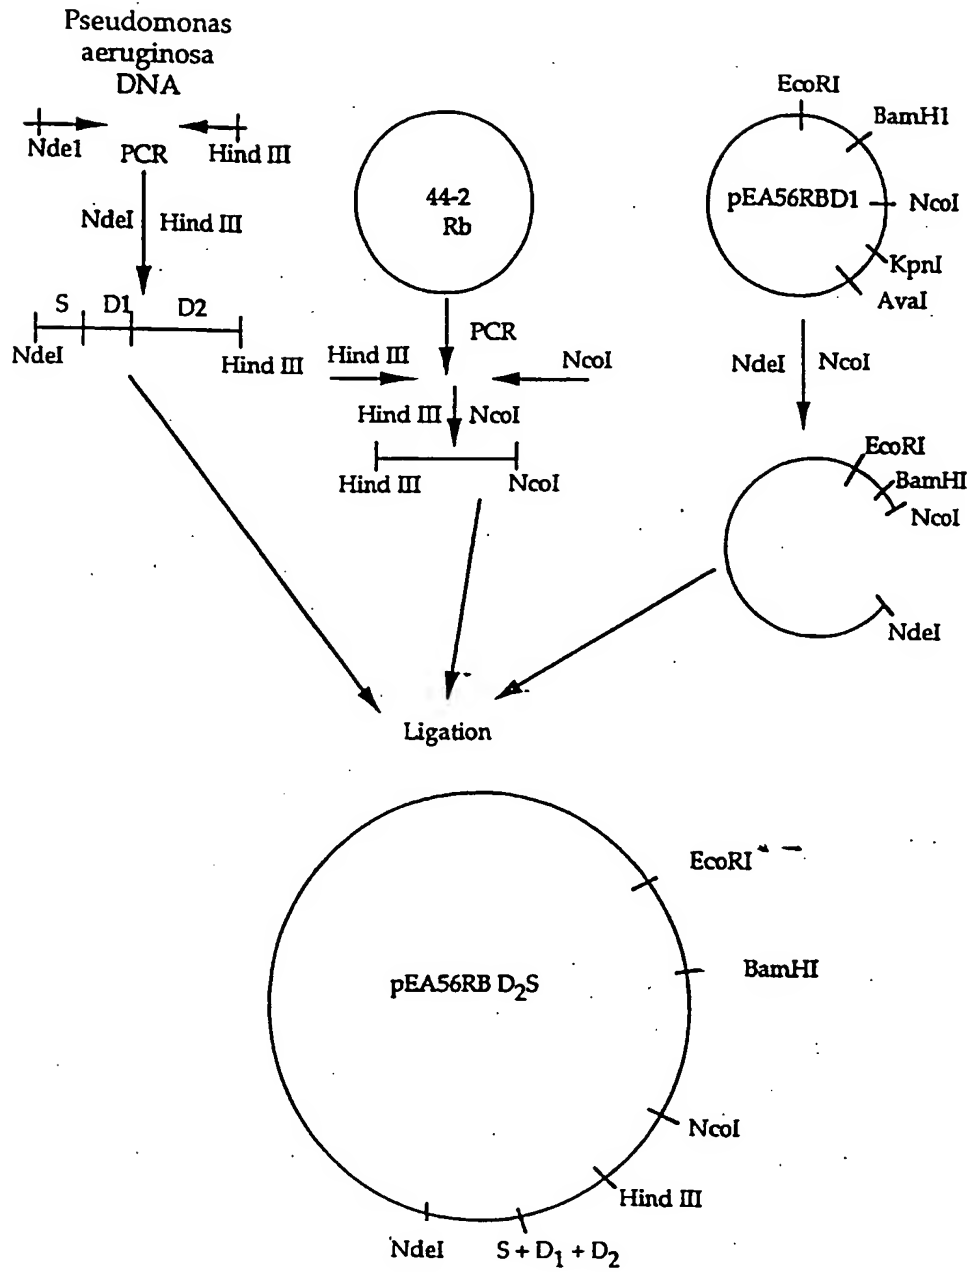 Pseudomonas
aeruginosa
DNA
Nde1
PCR
Hind III
NdeI
Hind III
S
D1
D2
NdeI
Hind III
44-2
Rb
PCR
Hind III
NcoI
Hind III
NcoI
Hind III
NcoI
EcoRI
BamH1
pEA56RBD1
NcoI
KpnI
AvaI
NdeI
NcoI
EcoRI
BamHI
NcoI
NdeI
Ligation
EcoRI
BamHI
pEA56RB D₂S
NcoI
Hind III
NdeI
S + D₁ + D₂